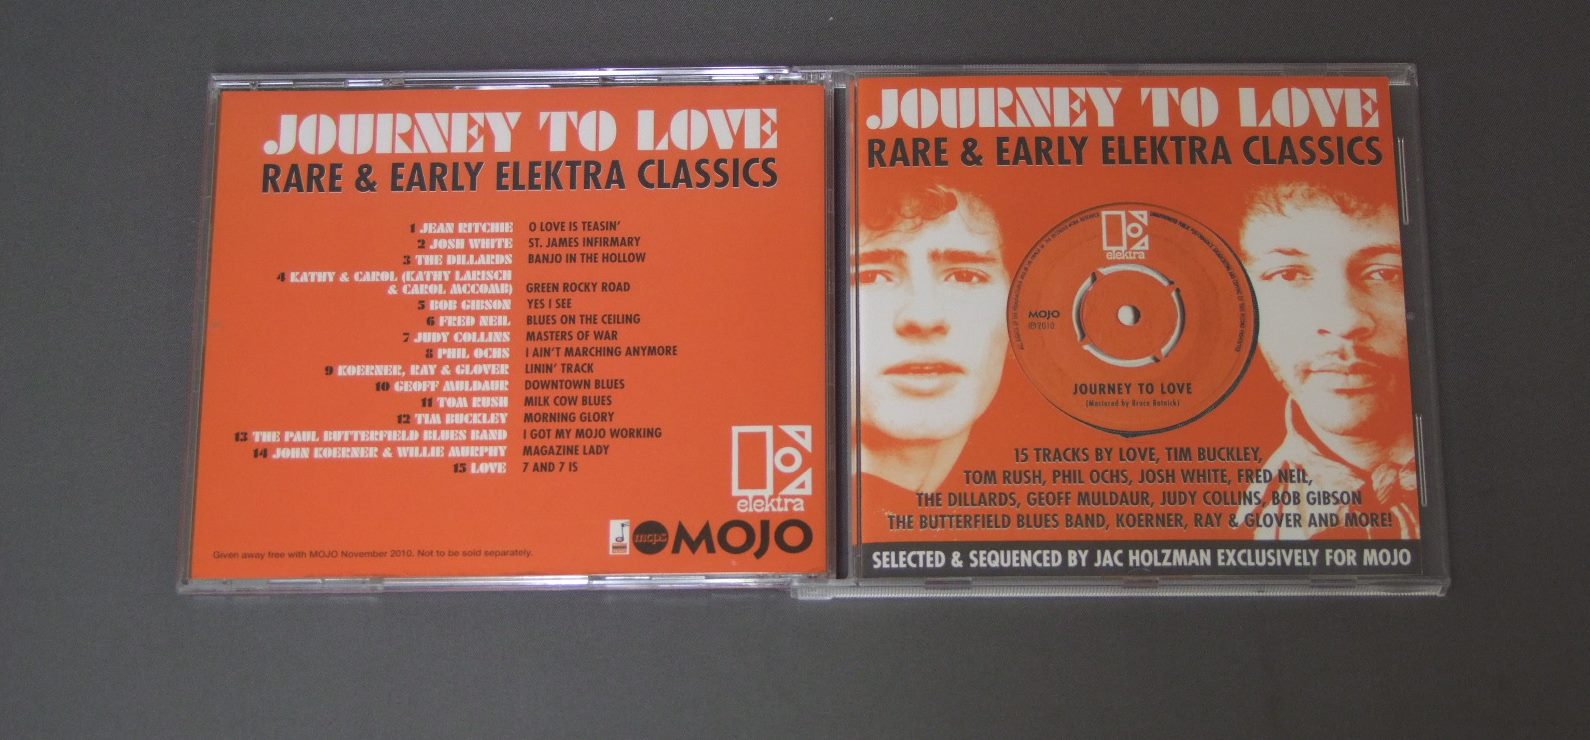 JOURNEY TO LOVE
RARE & EARLY ELEKTRA CLASSICS
1 JEAN RITCHIE O LOVE IS TEASIN'
2 JOSH WHITE ST. JAMES INFIRMARY
3 THE DILLARDS BANJO IN THE HOLLOW
4 KATHY & CAROL (KATHY LARISCH
& CAROL MCCOMB) GREEN ROCKY ROAD
5 BOB GIBSON YES I SEE
6 FRED NEIL BLUES ON THE CEILING
7 JUDY COLLINS MASTERS OF WAR
8 PHIL OCHS I AIN'T MARCHING ANYMORE
9 KOERNER, RAY & GLOVER LININ' TRACK
10 GEOFF MULDAUR DOWNTOWN BLUES
11 TOM RUSH MILK COW BLUES
12 TIM BUCKLEY MORNING GLORY
13 THE PAUL BUTTERFIELD BLUES BAND I GOT MY MOJO WORKING
14 JOHN KOERNER & WILLIE MURPHY MAGAZINE LADY
15 LOVE 7 AND 7 IS
elektra
mcps MOJO
Given away free with MOJO November 2010. Not to be sold separately.
JOURNEY TO LOVE
RARE & EARLY ELEKTRA CLASSICS
elektra
MOJO
℗©2010
JOURNEY TO LOVE
(Mastered by Bruce Botnick)
15 TRACKS BY LOVE, TIM BUCKLEY,
TOM RUSH, PHIL OCHS, JOSH WHITE, FRED NEIL,
THE DILLARDS, GEOFF MULDAUR, JUDY COLLINS, BOB GIBSON
THE BUTTERFIELD BLUES BAND, KOERNER, RAY & GLOVER AND MORE!
SELECTED & SEQUENCED BY JAC HOLZMAN EXCLUSIVELY FOR MOJO